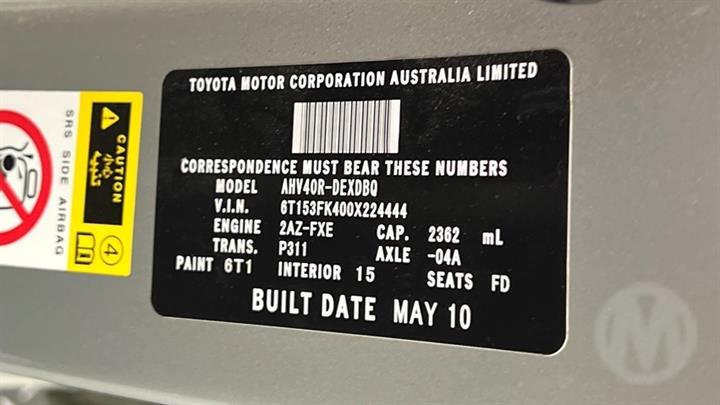 TOYOTA MOTOR CORPORATION AUSTRALIA LIMITED
CORRESPONDENCE MUST BEAR THESE NUMBERS
MODEL AHV40R-DEXDBQ
V.I.N. 6T153FK400X224444
ENGINE 2AZ-FXE CAP. 2362 mL
TRANS. P311 AXLE -04A
PAINT 6T1 INTERIOR 15 SEATS FD
BUILT DATE MAY 10
CAUTION
SRS SIDE AIRBAG
4
M